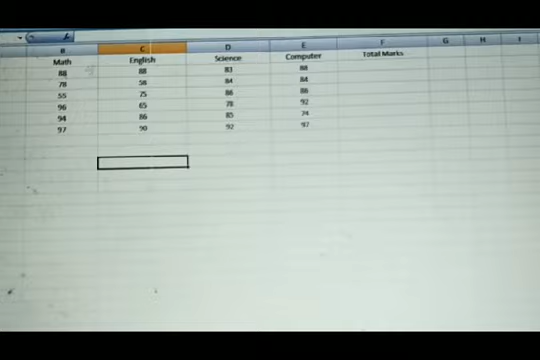 fx
B C D E F G H I
Math English Science Computer Total Marks
88 88 83 88
78 58 84 84
55 75 86 86
96 65 78 92
94 86 85 74
97 90 92 97